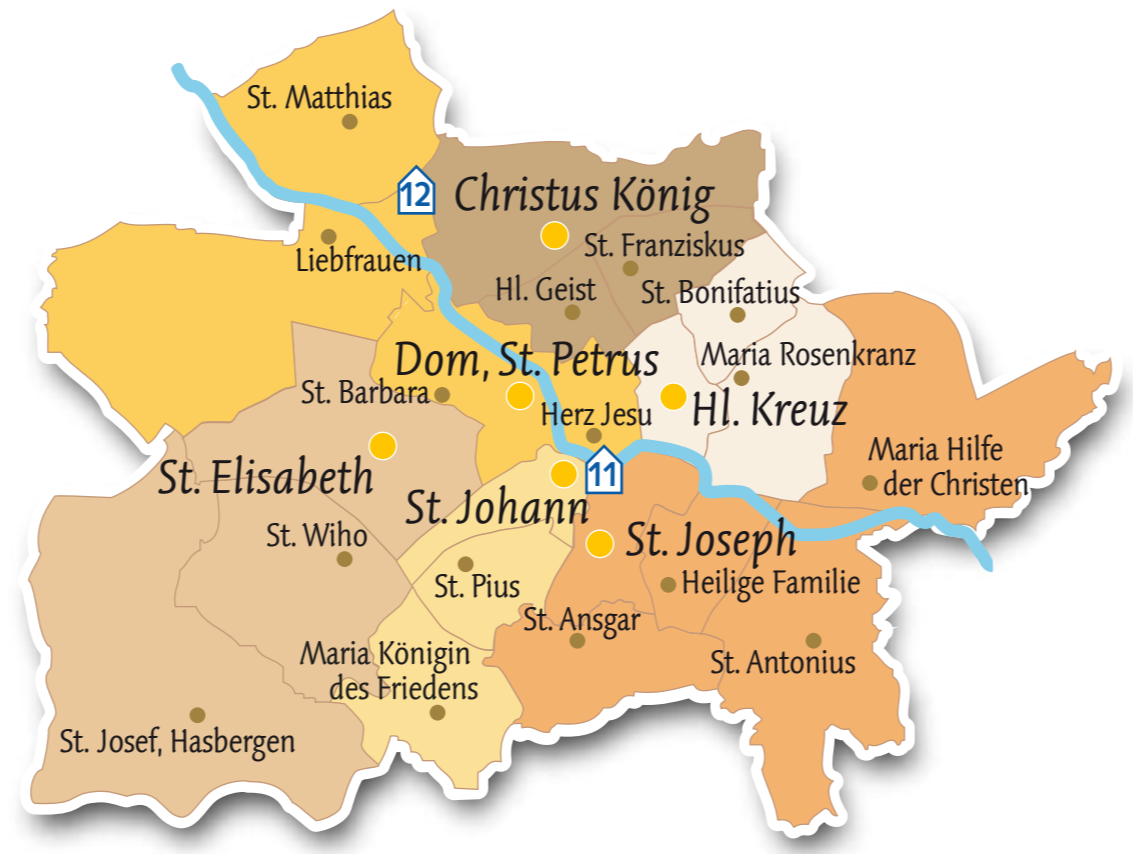 St. Matthias
12
Christus König
St. Franziskus
Liebfrauen
Hl. Geist
St. Bonifatius
Dom, St. Petrus
Maria Rosenkranz
St. Barbara
Herz Jesu
Hl. Kreuz
Maria Hilfe
der Christen
St. Elisabeth
11
St. Johann
St. Wiho
St. Joseph
St. Pius
Heilige Familie
St. Ansgar
Maria Königin
des Friedens
St. Antonius
St. Josef, Hasbergen